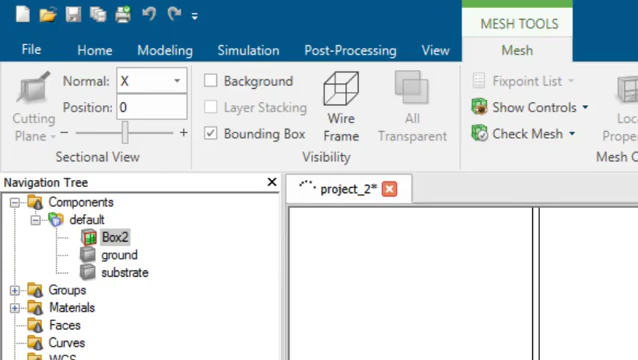 MESH TOOLS
File Home Modeling Simulation Post-Processing View Mesh
Normal: X Background Fixpoint List
Position: 0 Layer Stacking Show Controls
Cutting Plane Bounding Box Wire Frame All Transparent Check Mesh
Sectional View Visibility
Navigation Tree project_2*
Components
default
Box2
ground
substrate
Groups
Materials
Faces
Curves
WCS